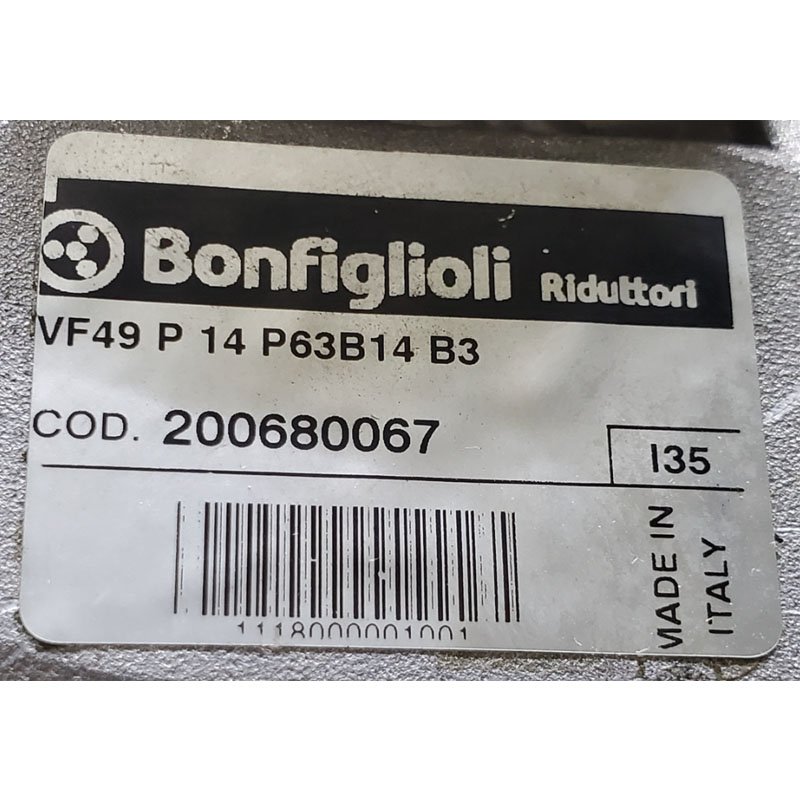 Bonfiglioli Riduttori
VF49 P 14 P63B14 B3
COD. 200680067
I35
1118000001001
MADE IN
ITALY